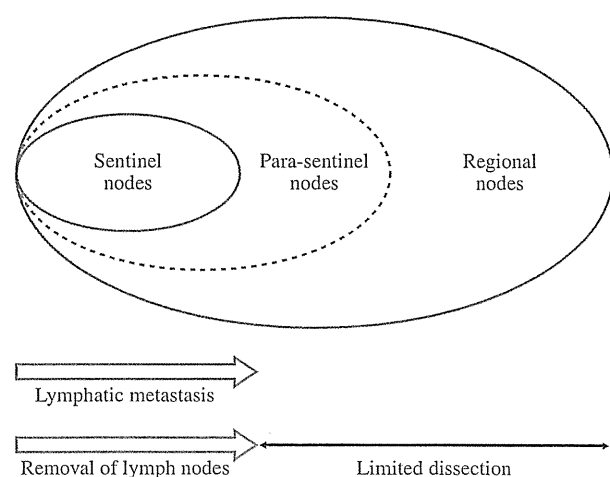 Sentinel
nodes
Para-sentinel
nodes
Regional
nodes
Lymphatic metastasis
Removal of lymph nodes
Limited dissection